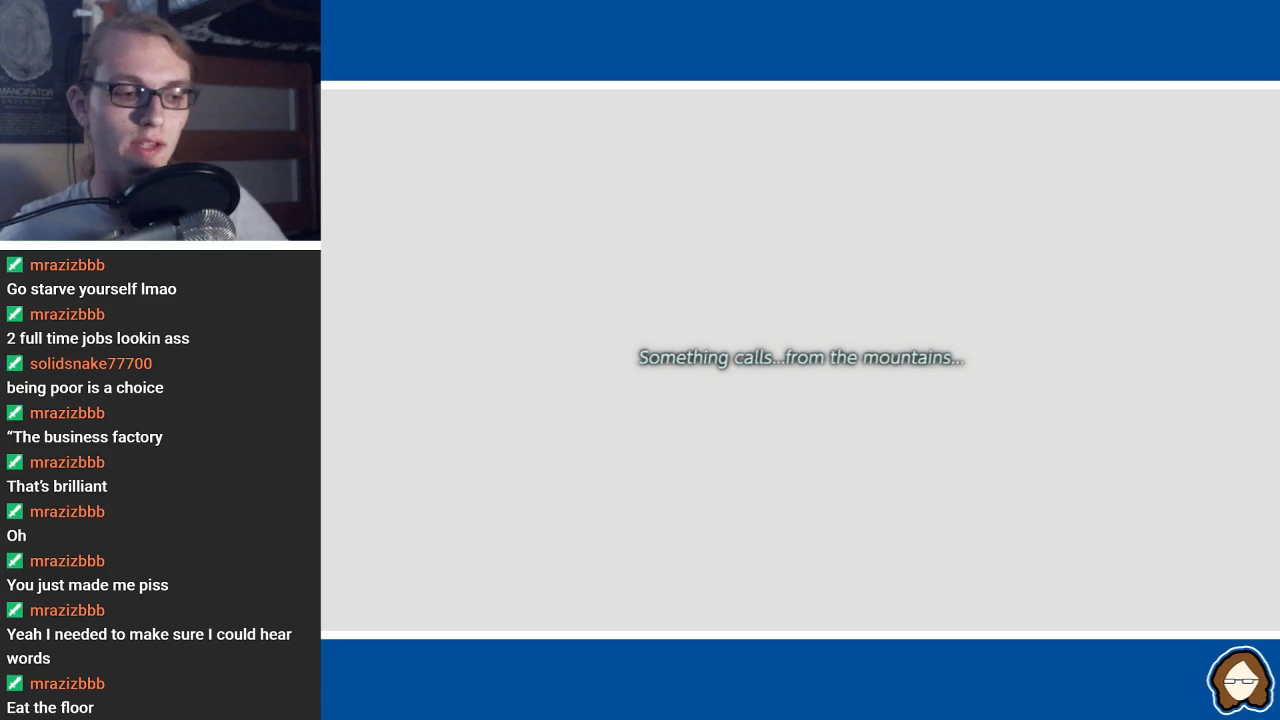 MANCIPATOR
ENSEMBLE
mrazizbbb
Go starve yourself lmao
mrazizbbb
2 full time jobs lookin ass
solidsnake77700
being poor is a choice
mrazizbbb
“The business factory
mrazizbbb
That’s brilliant
mrazizbbb
Oh
mrazizbbb
You just made me piss
mrazizbbb
Yeah I needed to make sure I could hear
words
mrazizbbb
Eat the floor
Something calls...from the mountains...